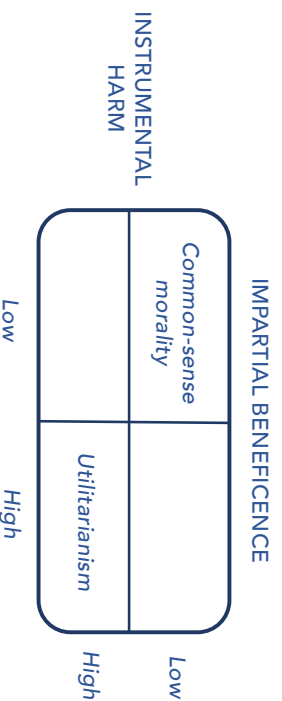 IMPARTIAL BENEFICENCE
INSTRUMENTAL
HARM
Common-sense
morality
Low
Utilitarianism
High
Low High